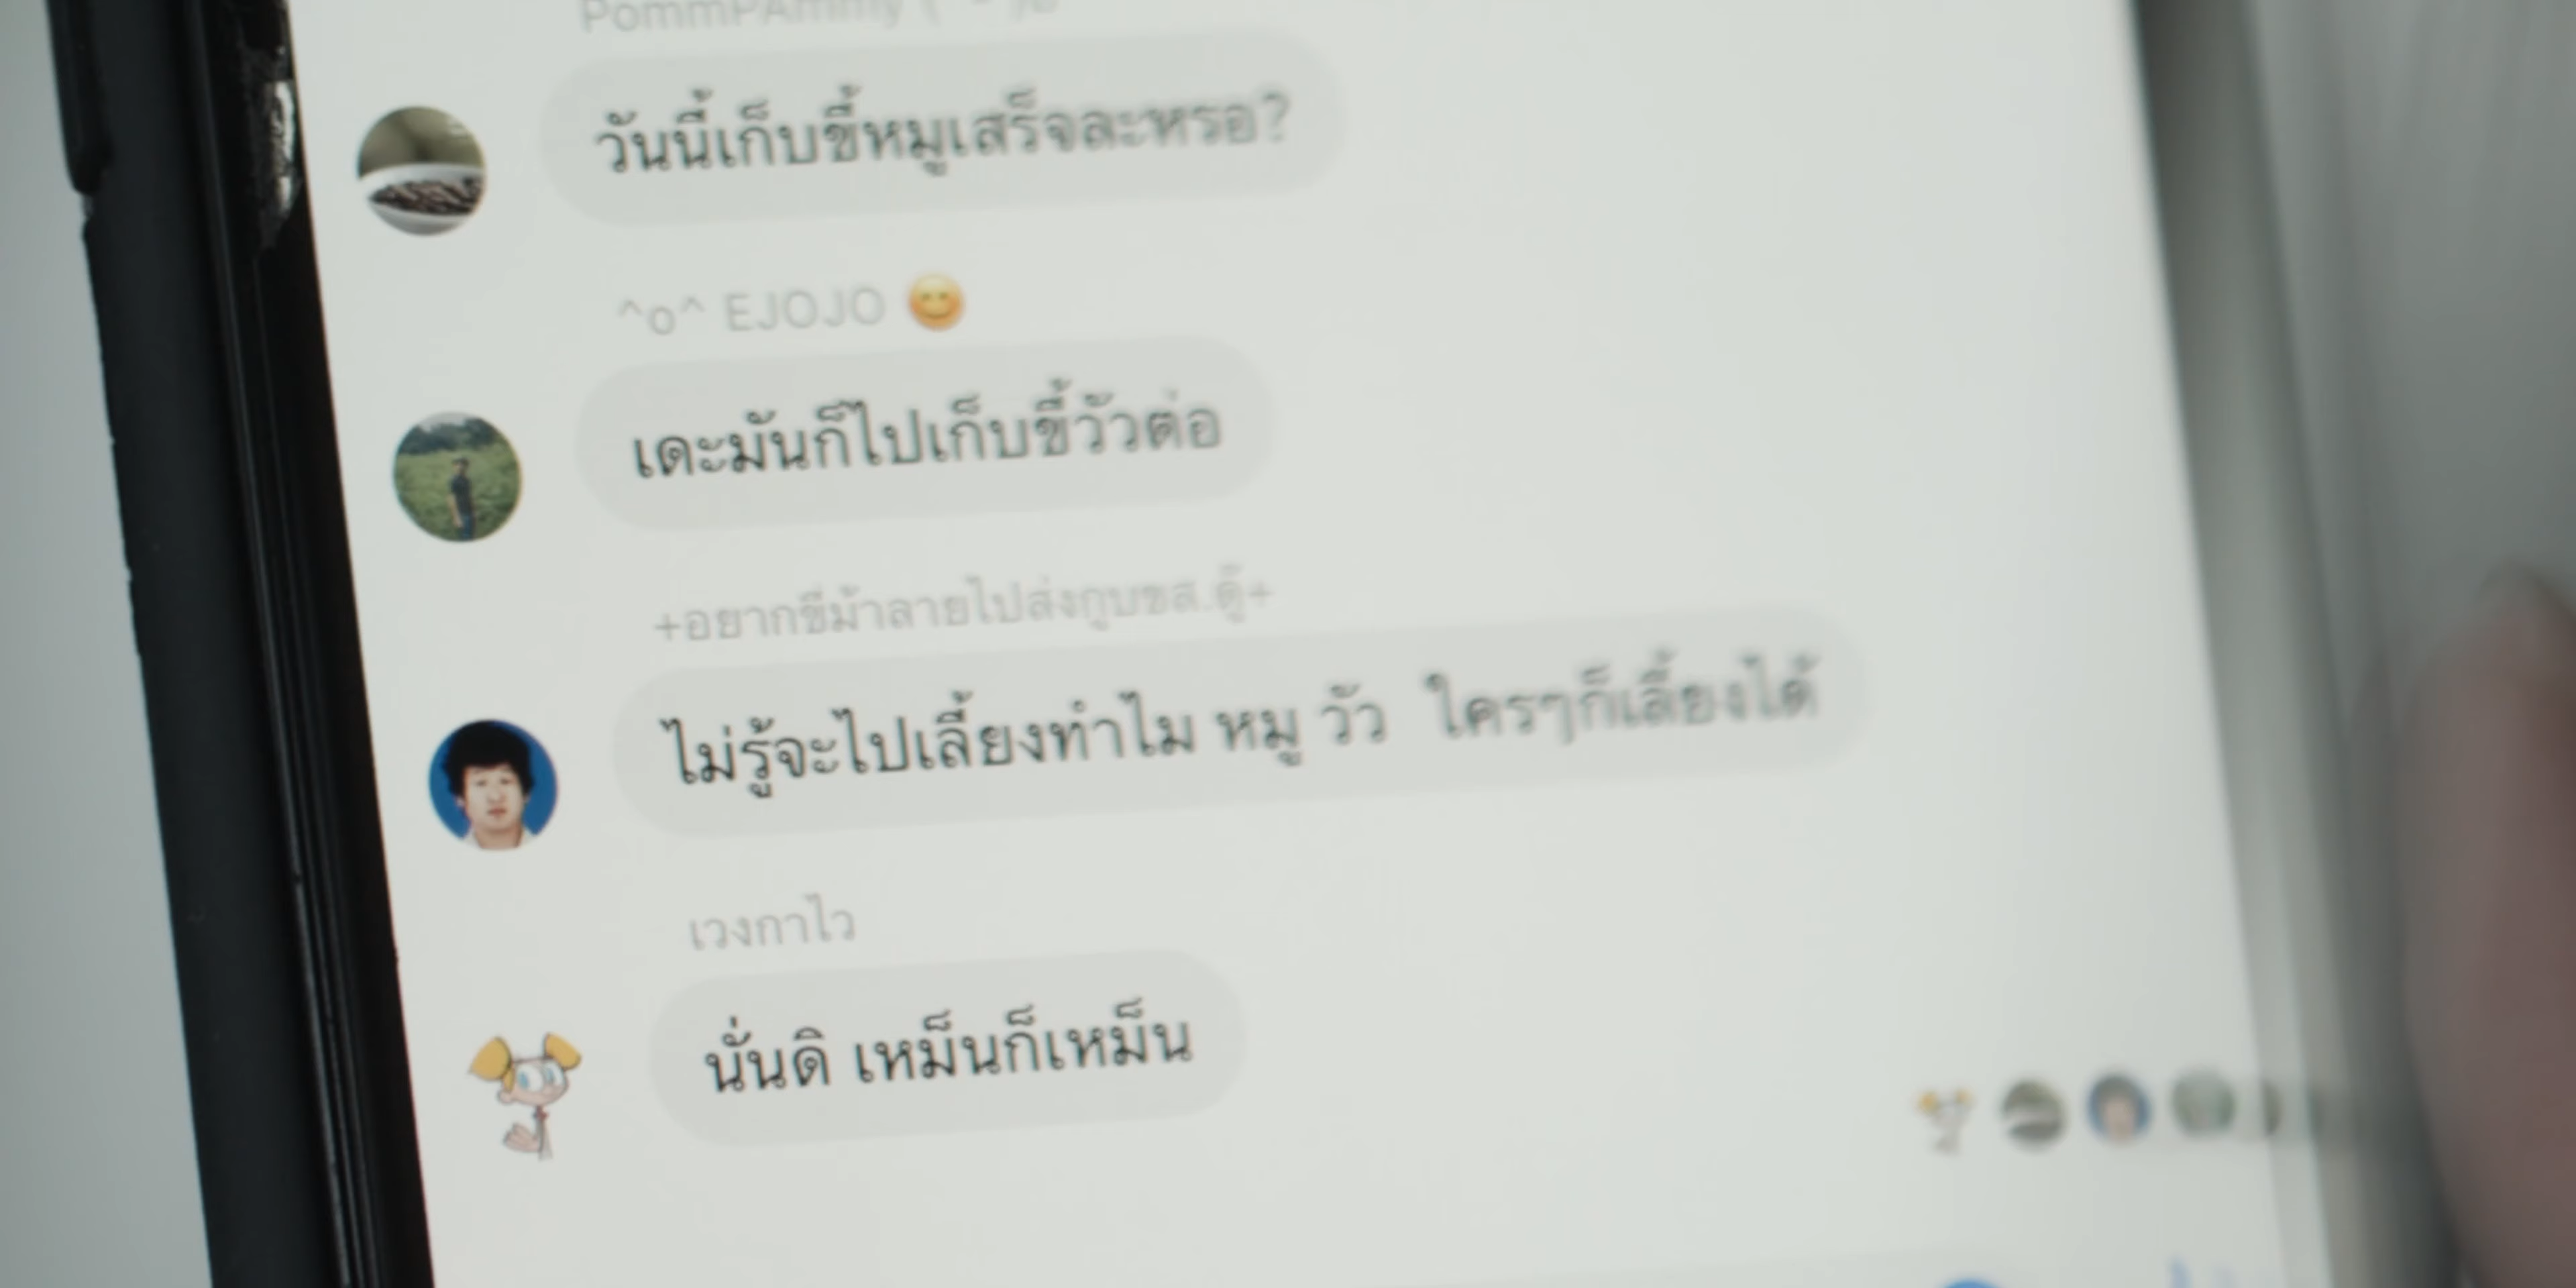 PommPAmmy
วันนี้เก็บขี้หมูเสร็จละหรอ?
^o^ EJOJO 😊
เดะมันก็ไปเก็บขี้วัวต่อ
+อยากขี่ม้าลายไปส่งกูบขส.ดู๊+
ไม่รู้จะไปเลี้ยงทำไม หมู วัว ใครๆก็เลี้ยงได้
เวงกาไว
นั่นดิ เหม็นก็เหม็น